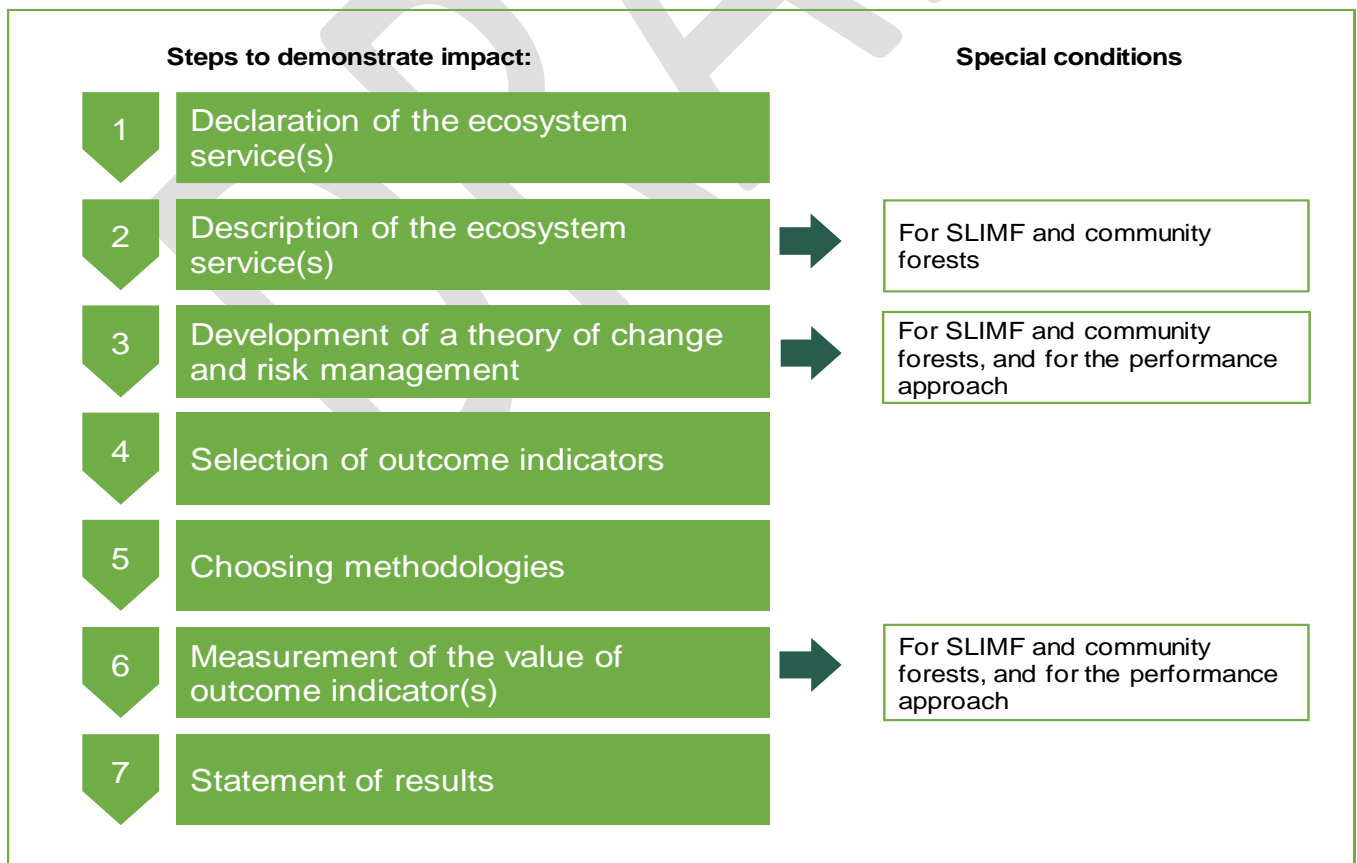 Steps to demonstrate impact:
Special conditions
1
Declaration of the ecosystem
service(s)
2
Description of the ecosystem
service(s)
For SLIMF and community
forests
3
Development of a theory of change
and risk management
For SLIMF and community
forests, and for the performance
approach
4
Selection of outcome indicators
5
Choosing methodologies
6
Measurement of the value of
outcome indicator(s)
For SLIMF and community
forests, and for the performance
approach
7
Statement of results